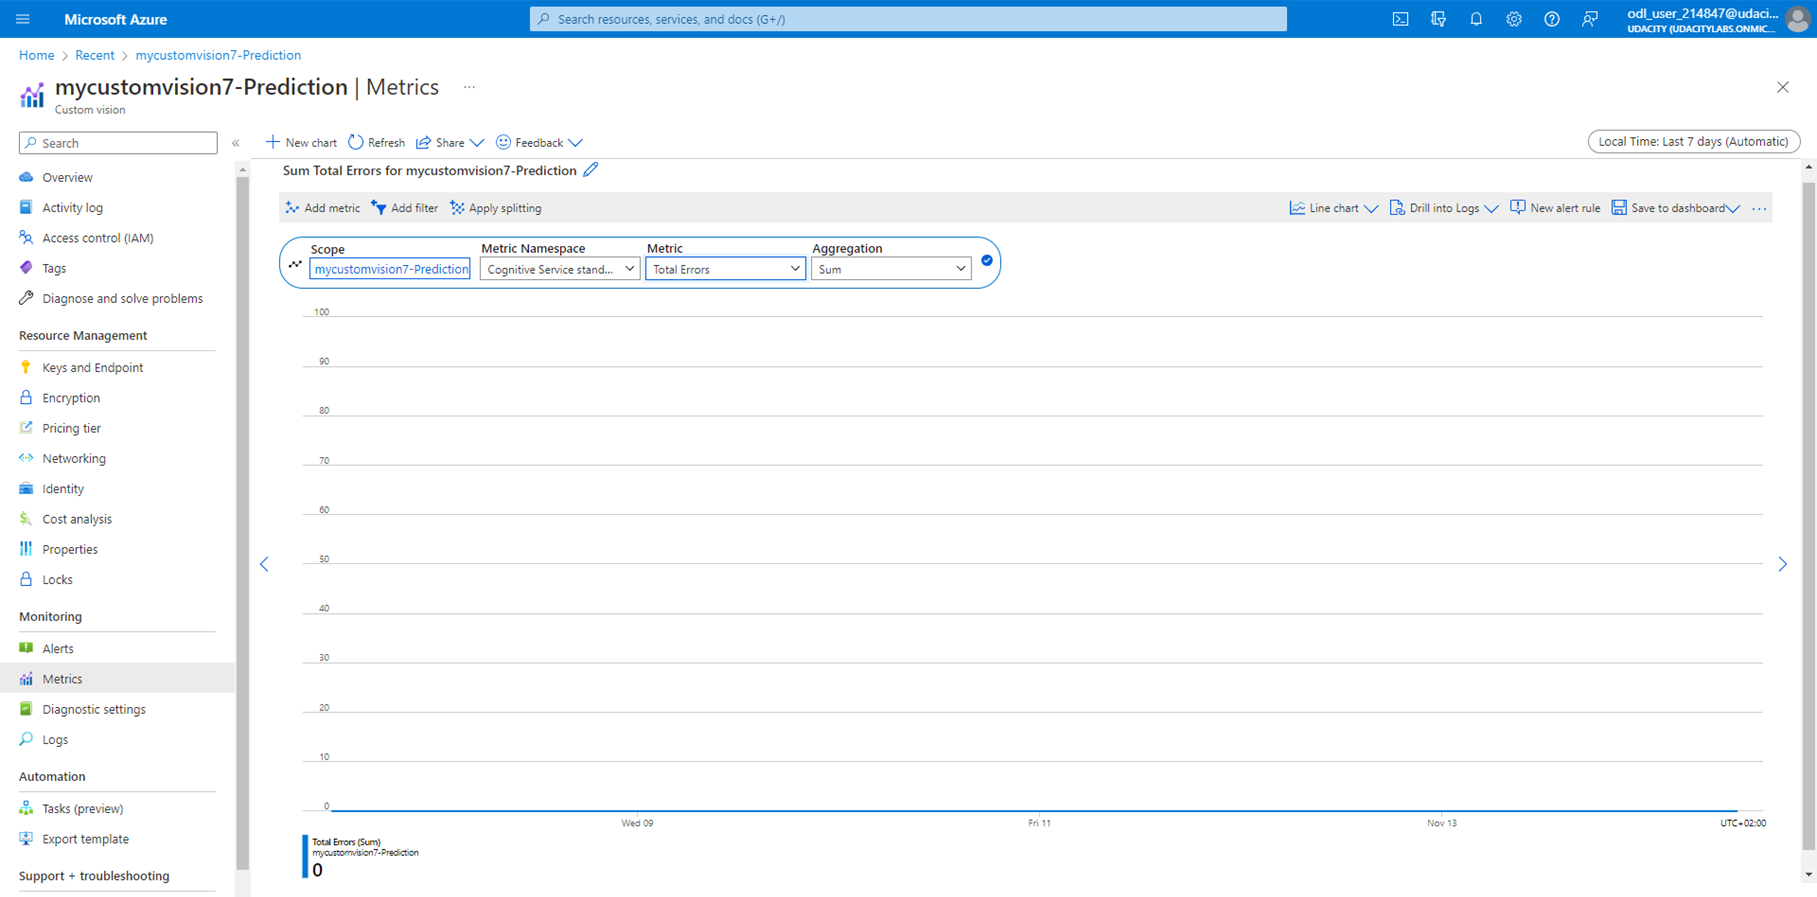 Microsoft Azure
Search resources, services, and docs (G+/)
odl_user_214847@udaci...
UDACITY (UDACITYLABS.ONMIC...
Home > Recent > mycustomvision7-Prediction
mycustomvision7-Prediction | Metrics ...
Custom vision
Search
«
New chart Refresh Share Feedback
Local Time: Last 7 days (Automatic)
Overview
Activity log
Access control (IAM)
Tags
Diagnose and solve problems
Resource Management
Keys and Endpoint
Encryption
Pricing tier
Networking
Identity
Cost analysis
Properties
Locks
Monitoring
Alerts
Metrics
Diagnostic settings
Logs
Automation
Tasks (preview)
Export template
Support + troubleshooting
Sum Total Errors for mycustomvision7-Prediction
Add metric Add filter Apply splitting
Line chart Drill into Logs New alert rule Save to dashboard ...
Scope Metric Namespace Metric Aggregation
mycustomvision7-Prediction Cognitive Service stand... Total Errors Sum
100
90
80
70
60
50
40
30
20
10
0
Wed 09 Fri 11 Nov 13 UTC+02:00
Total Errors (Sum)
mycustomvision7-Prediction
0